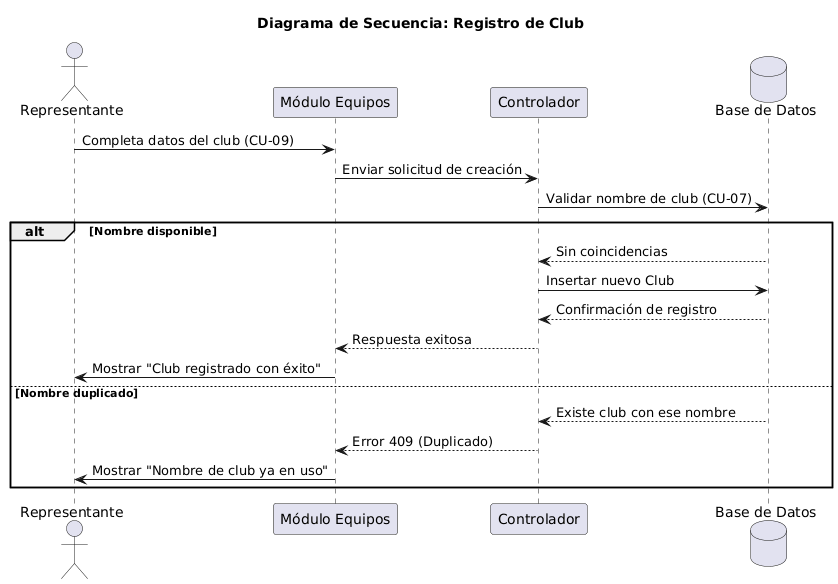 Diagrama de Secuencia: Registro de Club
Representante
Módulo Equipos
Controlador
Base de Datos
Completa datos del club (CU-09)
Enviar solicitud de creación
Validar nombre de club (CU-07)
alt
[Nombre disponible]
Sin coincidencias
Insertar nuevo Club
Confirmación de registro
Respuesta exitosa
Mostrar "Club registrado con éxito"
[Nombre duplicado]
Existe club con ese nombre
Error 409 (Duplicado)
Mostrar "Nombre de club ya en uso"
Representante
Módulo Equipos
Controlador
Base de Datos